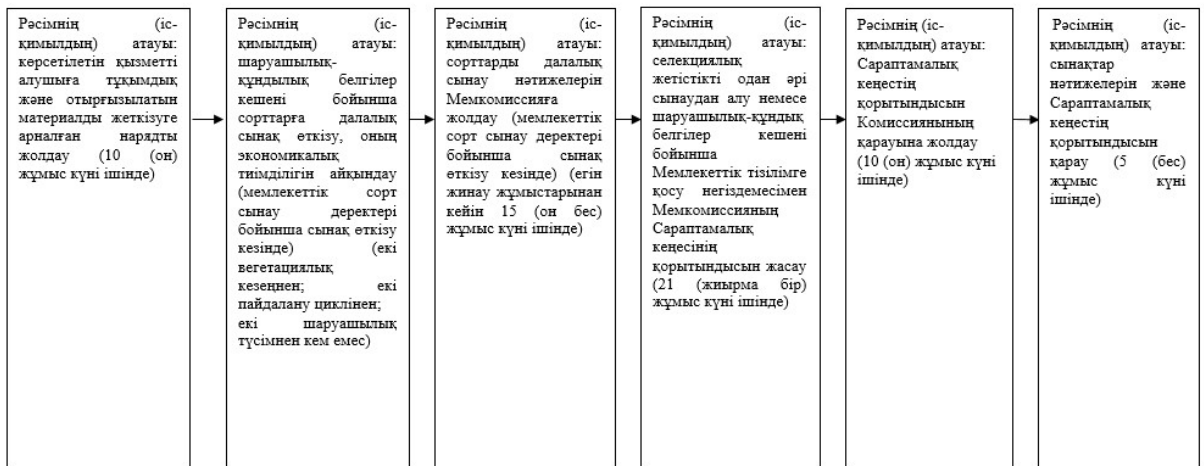 Рәсімнің (іс-
қимылдың) атауы:
көрсетілетін қызметті
алушыға тұқымдық
және отырғызылатын
материалды жеткізуге
арналған нарядты
жолдау (10 (он)
жұмыс күні ішінде)
Рәсімнің (іс-
қимылдың) атауы:
шаруашылық-
құндылық белгілер
кешені бойынша
сорттарға далалық
сынақ өткізу, оның
экономикалық
тиімділігін айқындау
(мемлекеттік сорт
сынау деректері
бойынша сынақ өткізу
кезінде) (екі
вегетациялық
кезеңнен; екі
пайдалану циклінен;
екі шаруашылық
түсімнен кем емес)
Рәсімнің (іс-
қимылдың) атауы:
сорттарды далалық
сынау нәтижелерін
Мемкомиссияға
жолдау (мемлекеттік
сорт сынау деректері
бойынша сынақ
өткізу кезінде) (егін
жинау жұмыстарынан
кейін 15 (он бес)
жұмыс күні ішінде)
Рәсімнің (іс-
қимылдың) атауы:
селекциялық
жетістікті одан әрі
сынаудан алу немесе
шаруашылық-құндық
белгілер кешені
бойынша
Мемлекеттік тізілімге
қосу негіздемесімен
Мемкомиссияның
Сараптамалық
кеңесінің
қорытындысын жасау
(21 (жиырма бір)
жұмыс күні ішінде)
Рәсімнің (іс-
қимылдың) атауы:
Сараптамалық
кеңестің
қорытындысын
Комиссиянының
қарауына жолдау
(10 (он) жұмыс күні
ішінде)
Рәсімнің (іс-
қимылдың) атауы:
сынақтар
нәтижелерін және
Сараптамалық
кеңестің
қорытындысын
қарау (5 (бес)
жұмыс күні
ішінде)